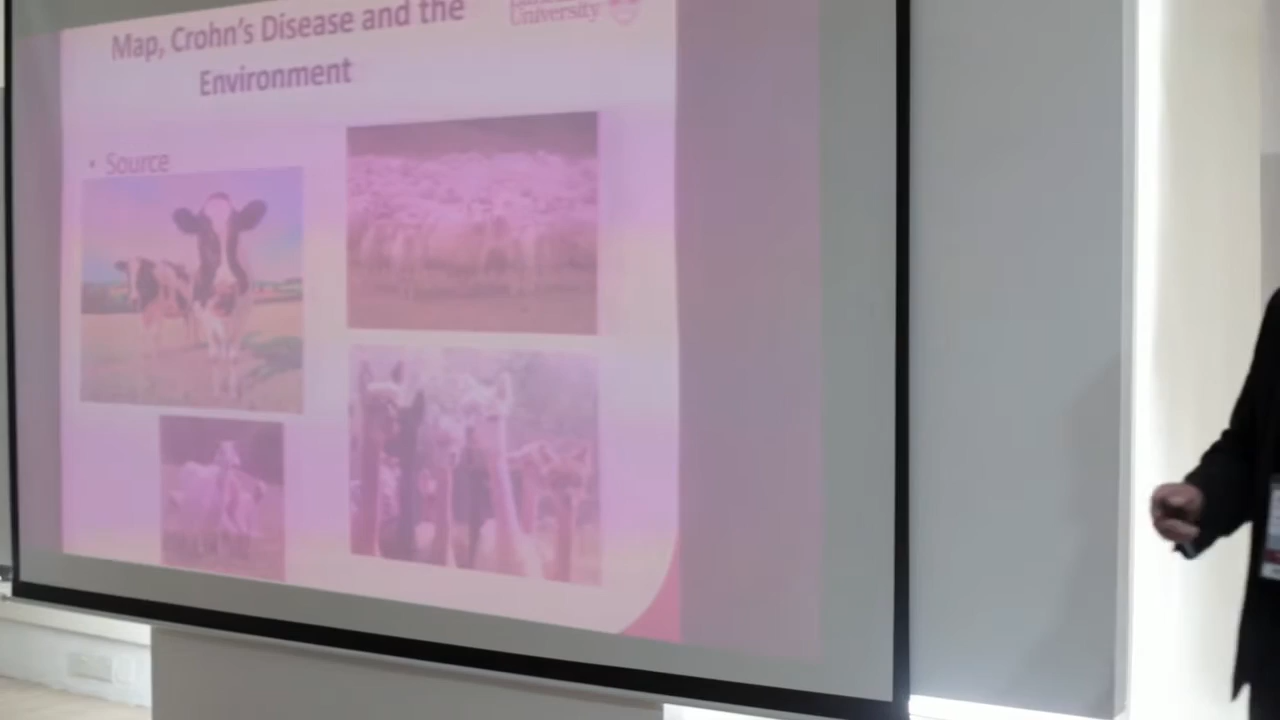 Map, Crohn's Disease and the
Environment
University
• Source